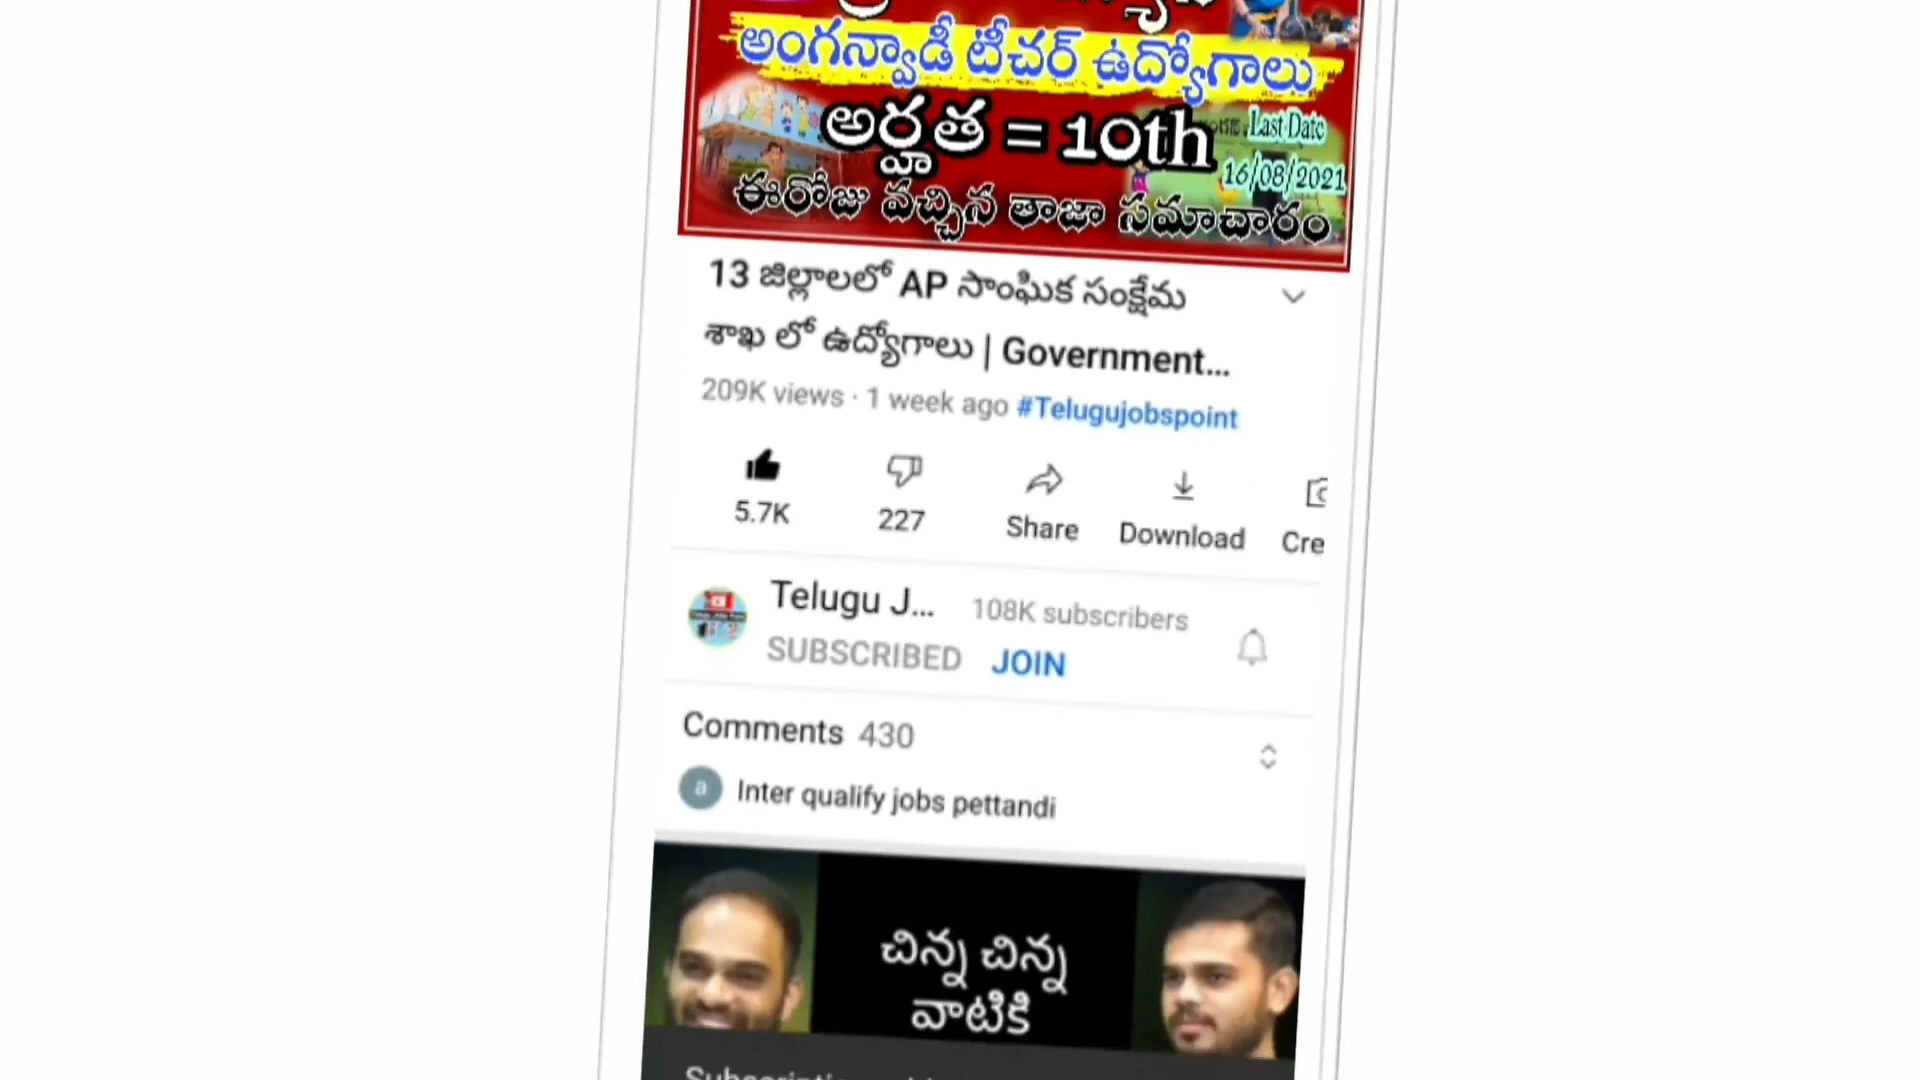 అంగన్వాడీ టీచర్ ఉద్యోగాలు
అర్హత = 10th
Last Date
16/08/2021
ఈరోజు వచ్చిన తాజా సమాచారం
13 జిల్లాలలో AP సాంఘిక సంక్షేమ
శాఖ లో ఉద్యోగాలు | Government...
209K views · 1 week ago #Telugujobspoint
5.7K 227 Share Download Cre
Telugu J... 108K subscribers
SUBSCRIBED JOIN
Comments 430
a Inter qualify jobs pettandi
చిన్న చిన్న
వాటికి